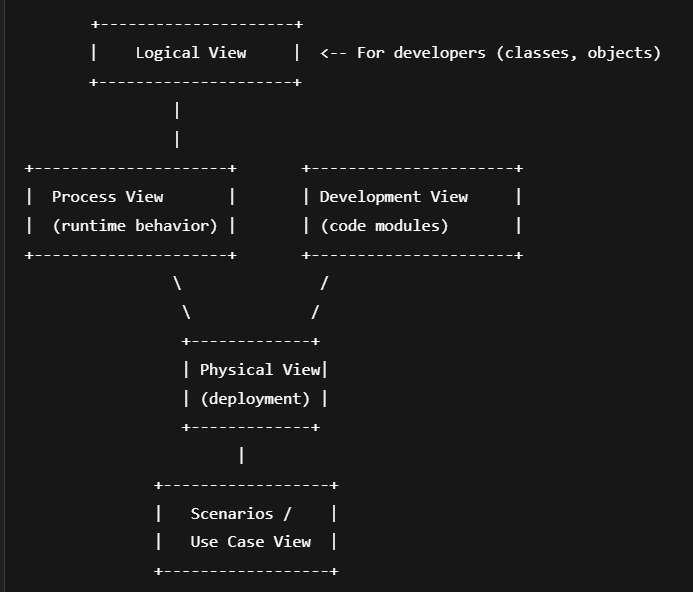 Logical View <-- For developers (classes, objects)
Process View Development View
(runtime behavior) (code modules)
Physical View
(deployment)
Scenarios /
Use Case View